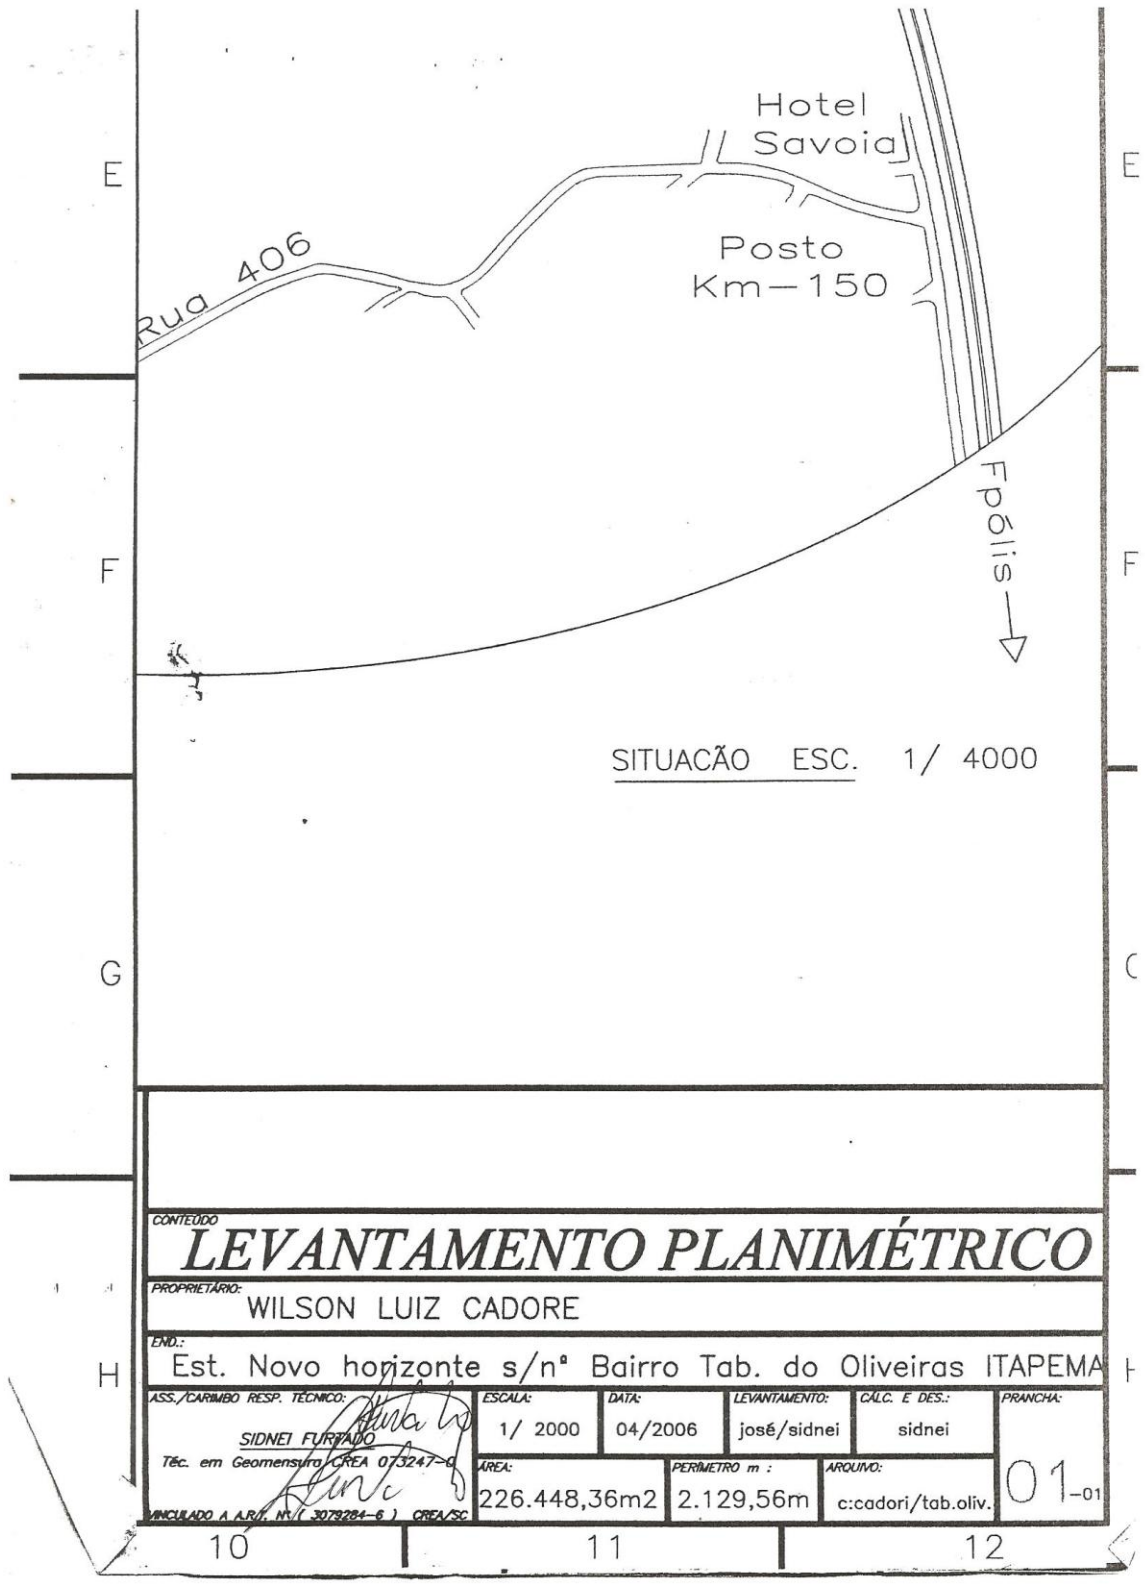 Hotel
Savoia
E
E
Rua 406
Posto
Km-150
Fpólis
F
F
SITUACÃO ESC. 1/ 4000
G
CONTEÚDO
LEVANTAMENTO PLANIMÉTRICO
PROPRIETÁRIO:
WILSON LUIZ CADORE
END.:
Est. Novo horizonte s/nº Bairro Tab. do Oliveiras ITAPEMA
H
ASS./CARIMBO RESP. TÉCNICO:
SIDNEI FURTADO
Téc. em Geomensura CREA 073247-0
VINCULADO A A.R.T. Nº ( 3079284-6 ) CREA/SC
ESCALA:
1/ 2000
DATA:
04/2006
LEVANTAMENTO:
josé/sidnei
CÁLC. E DES.:
sidnei
PRANCHA:
01-01
ÁREA:
226.448,36m2
PERÍMETRO m :
2.129,56m
ARQUIVO:
c:cadori/tab.oliv.
10
11
12